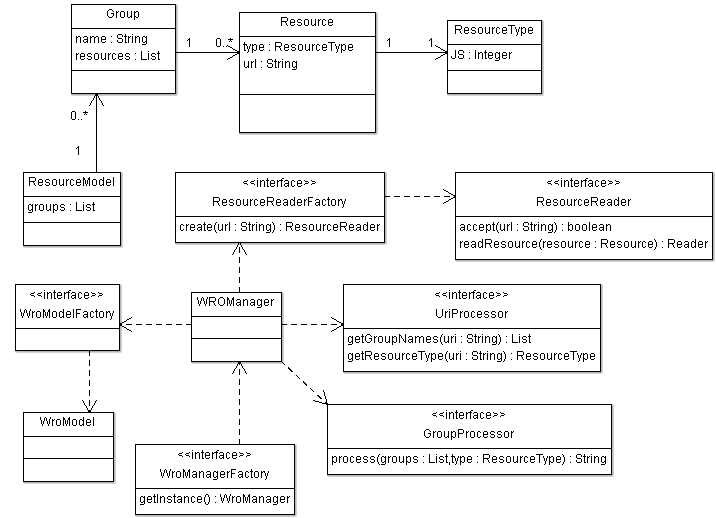 Group
name : String
resources : List
1
0..*
Resource
type : ResourceType
url : String
1
1
ResourceType
JS : Integer
0..*
1
ResourceModel
groups : List
<<interface>>
ResourceReaderFactory
create(url : String) : ResourceReader
<<interface>>
ResourceReader
accept(url : String) : boolean
readResource(resource : Resource) : Reader
<<interface>>
WroModelFactory
WROManager
<<interface>>
UriProcessor
getGroupNames(uri : String) : List
getResourceType(uri : String) : ResourceType
WroModel
<<interface>>
GroupProcessor
process(groups : List,type : ResourceType) : String
<<interface>>
WroManagerFactory
getInstance() : WroManager